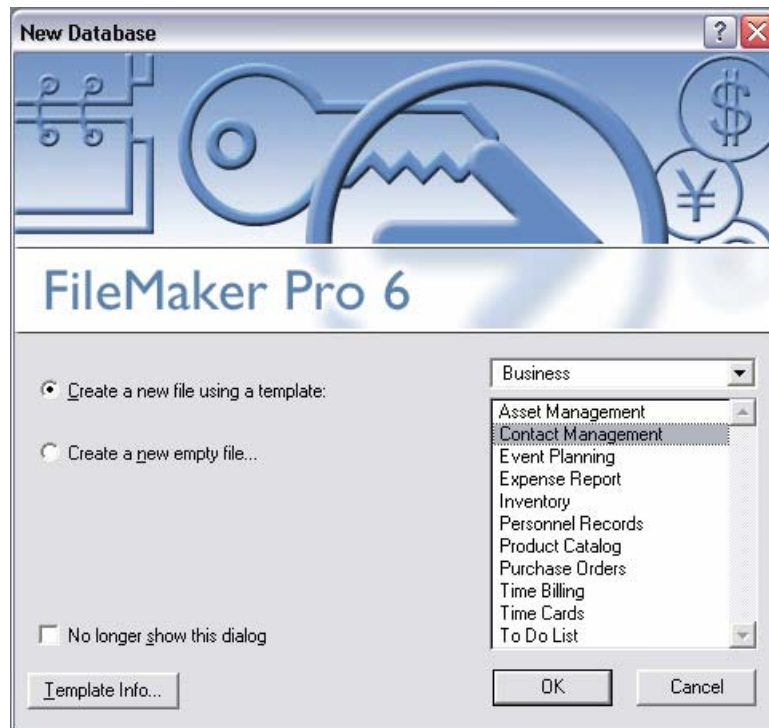 New Database
?
$
¥
FileMaker Pro 6
Create a new file using a template:
Business
Create a new empty file...
Asset Management
Contact Management
Event Planning
Expense Report
Inventory
Personnel Records
Product Catalog
Purchase Orders
Time Billing
Time Cards
To Do List
No longer show this dialog
Template Info...
OK
Cancel